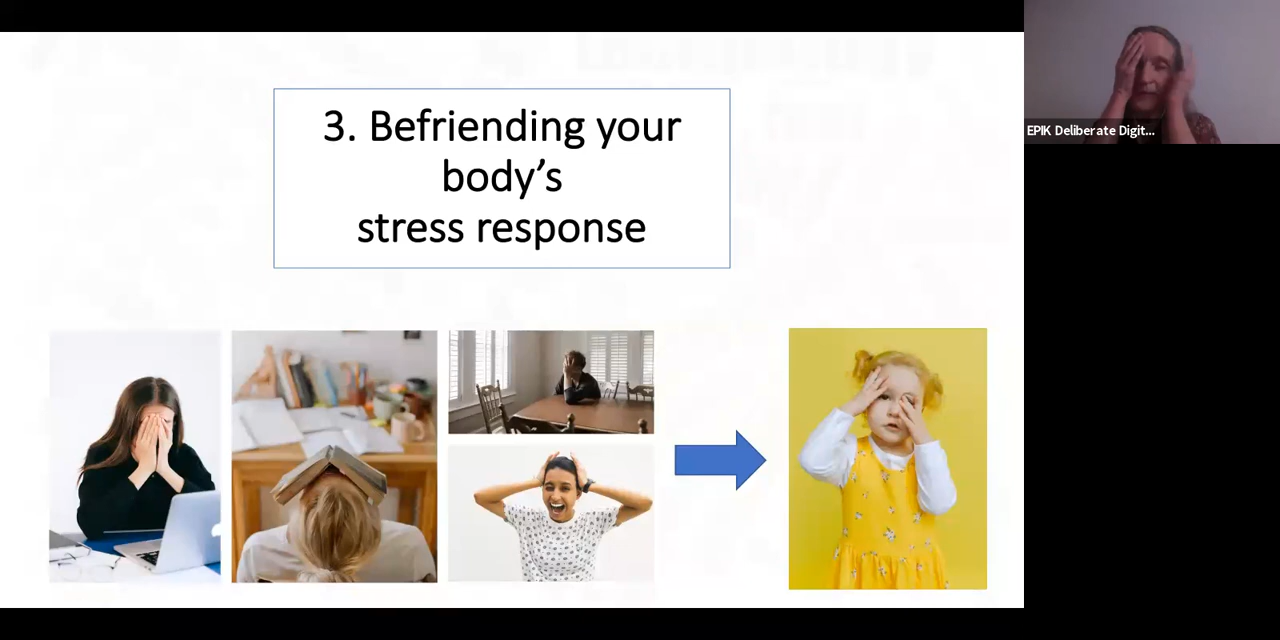 3. Befriending your
body’s
stress response
EPIK Deliberate Digit...